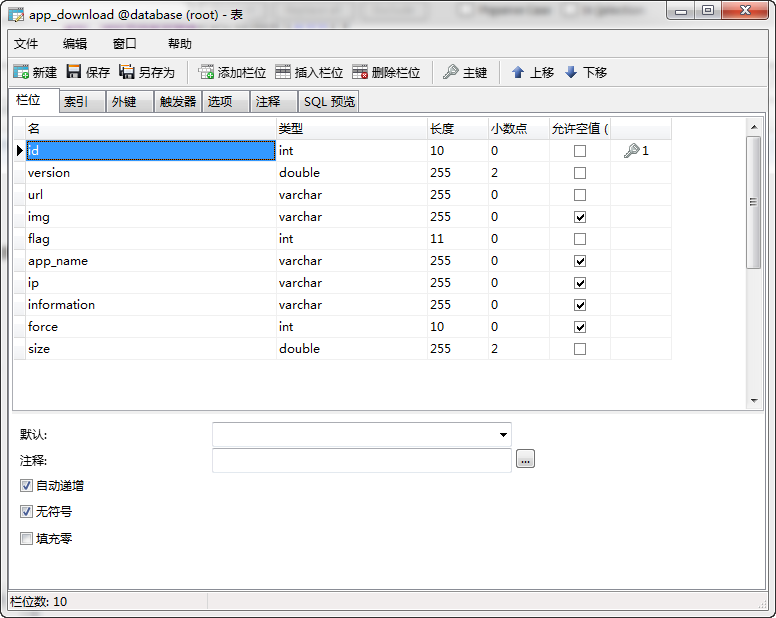 app_download @database (root) - 表
文件 编辑 窗口 帮助
新建 保存 另存为 添加栏位 插入栏位 删除栏位 主键 上移 下移
栏位 索引 外键 触发器 选项 注释 SQL 预览
名 类型 长度 小数点 允许空值 (
id int 10 0 1
version double 255 2
url varchar 255 0
img varchar 255 0
flag int 11 0
app_name varchar 255 0
ip varchar 255 0
information varchar 255 0
force int 10 0
size double 255 2
默认:
注释:
...
自动递增
无符号
填充零
栏位数: 10